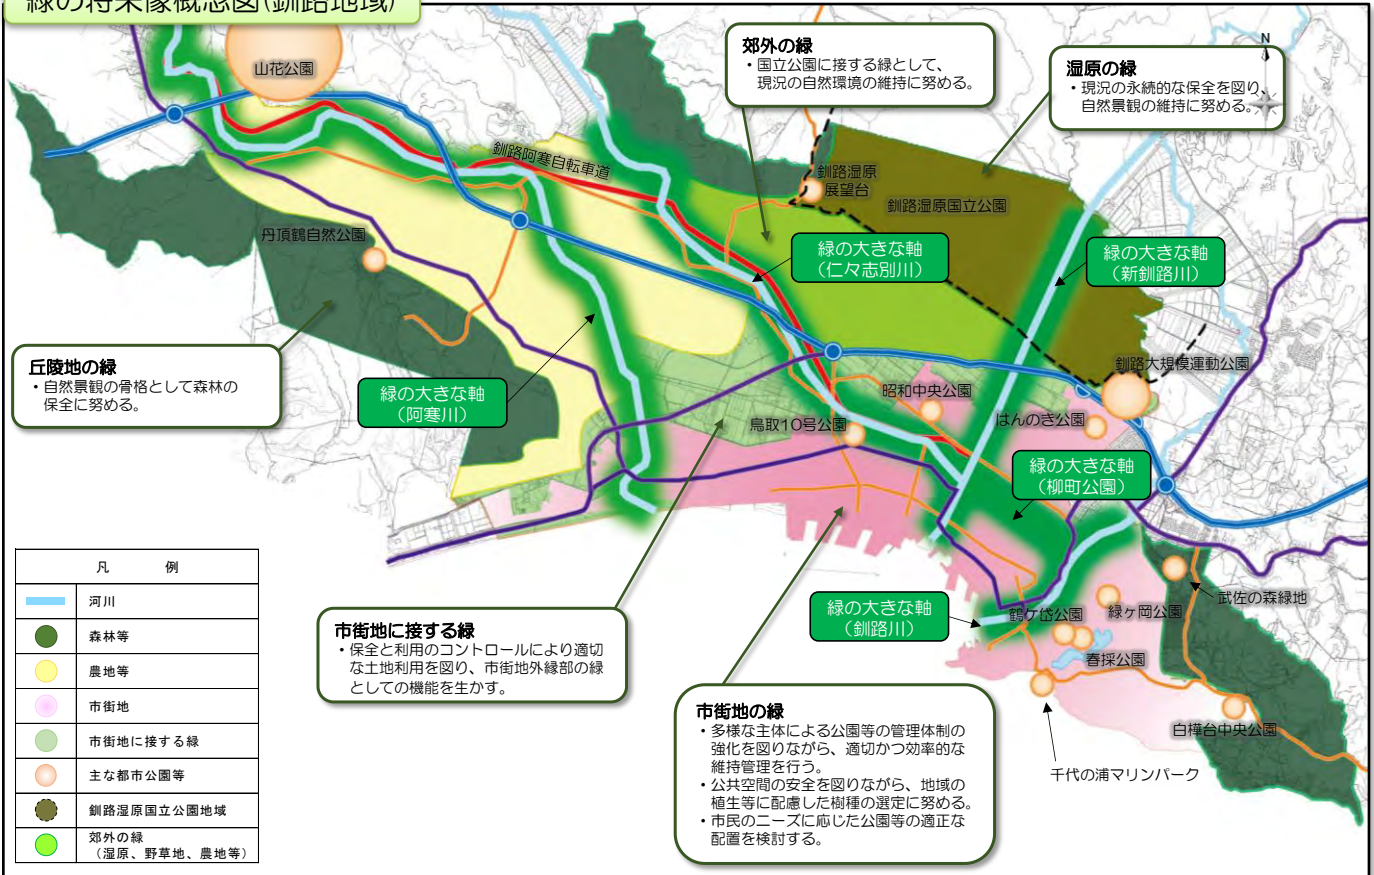 緑の将来像概念図(釧路地域)
郊外の緑
・国立公園に接する緑として、
現況の自然環境の維持に努める。
湿原の緑
・現況の永続的な保全を図り、
自然景観の維持に努める。
N
山花公園
釧路阿寒自転車道
釧路湿原
展望台
釧路湿原国立公園
丹頂鶴自然公園
緑の大きな軸
（仁々志別川）
緑の大きな軸
（新釧路川）
丘陵地の緑
・自然景観の骨格として森林の
保全に努める。
緑の大きな軸
（阿寒川）
釧路大規模運動公園
昭和中央公園
鳥取10号公園
はんのき公園
緑の大きな軸
（柳町公園）
凡　例
河川
森林等
農地等
市街地
市街地に接する緑
主な都市公園等
釧路湿原国立公園地域
郊外の緑
（湿原、野草地、農地等）
市街地に接する緑
・保全と利用のコントロールにより適切
な土地利用を図り、市街地外縁部の緑
としての機能を生かす。
緑の大きな軸
（釧路川）
鶴ケ岱公園
緑ヶ岡公園
武佐の森緑地
春採公園
白樺台中央公園
千代の浦マリンパーク
市街地の緑
・多様な主体による公園等の管理体制の
強化を図りながら、適切かつ効率的な
維持管理を行う。
・公共空間の安全を図りながら、地域の
植生等に配慮した樹種の選定に努める。
・市民のニーズに応じた公園等の適正な
配置を検討する。